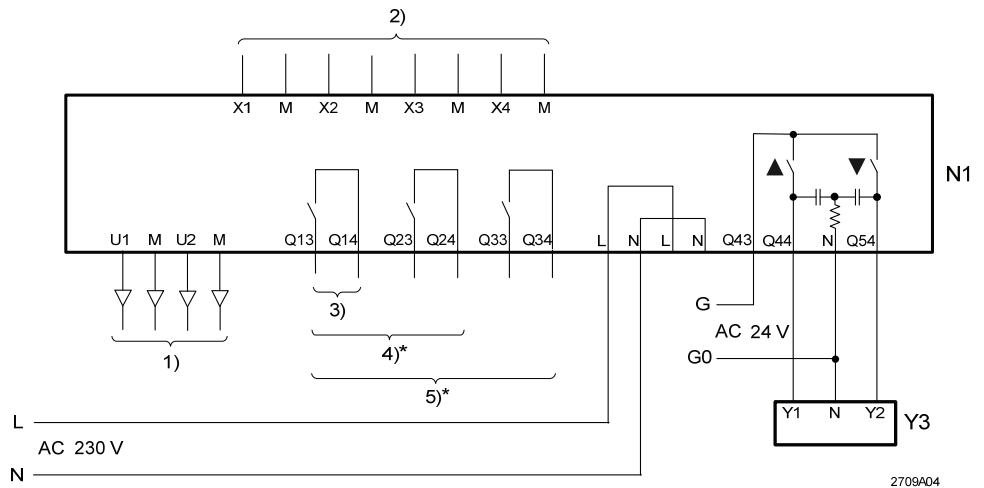 2)
X1 M X2 M X3 M X4 M
N1
U1 M U2 M Q13 Q14 Q23 Q24 Q33 Q34 L N L N Q43 Q44 N Q54
G
3)
AC 24 V
4)*
1)
G0
5)*
Y1 N Y2
Y3
L
AC 230 V
N
2709A04